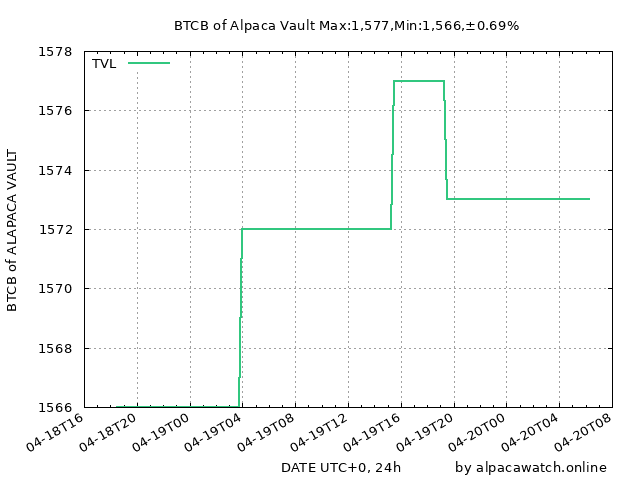 BTCB of Alpaca Vault Max:1,577,Min:1,566,±0.69%
TVL
BTCB of ALAPACA VAULT
1578
1576
1574
1572
1570
1568
1566
04-18T16
04-18T20
04-19T00
04-19T04
04-19T08
04-19T12
04-19T16
04-19T20
04-20T00
04-20T04
04-20T08
DATE UTC+0, 24h
by alpacawatch.online